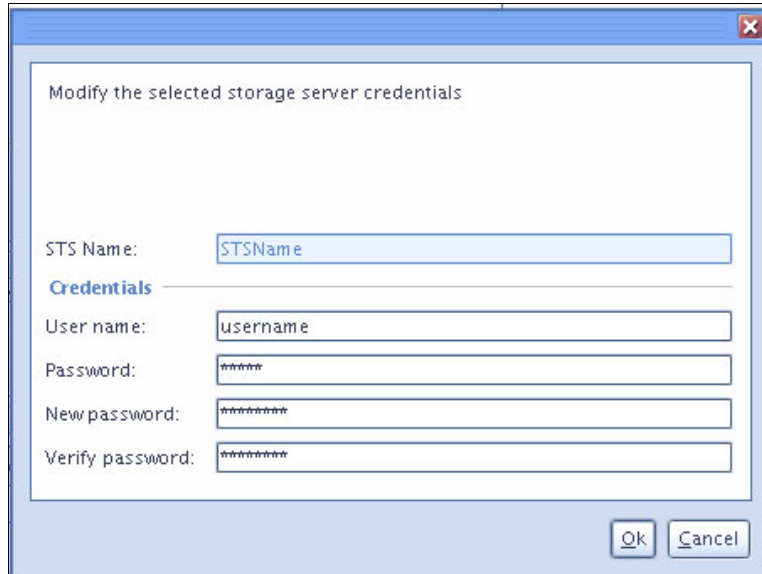 Modify the selected storage server credentials
STS Name: STSName
Credentials
User name: username
Password: *****
New password: ********
Verify password: ********
Ok Cancel